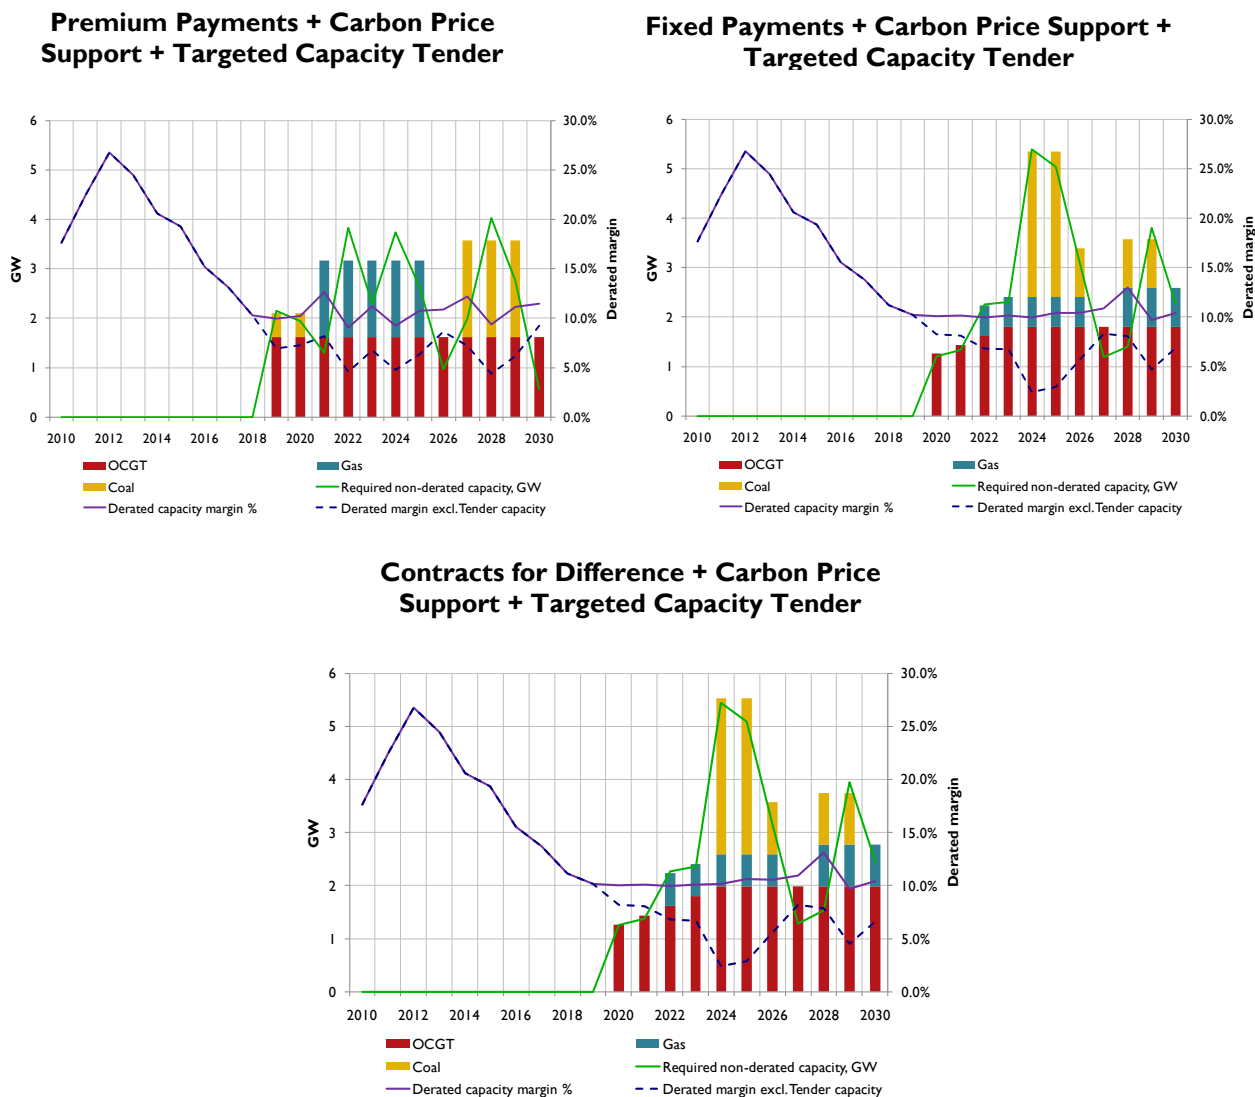 Premium Payments + Carbon Price
Support + Targeted Capacity Tender
6
5
4
3
2
1
0
GW
30.0%
25.0%
20.0%
15.0%
10.0%
5.0%
0.0%
Derated margin
2010 2012 2014 2016 2018 2020 2022 2024 2026 2028 2030
OCGT Gas
Coal Required non-derated capacity, GW
Derated capacity margin % Derated margin excl. Tender capacity
Fixed Payments + Carbon Price Support +
Targeted Capacity Tender
6
5
4
3
2
1
0
GW
30.0%
25.0%
20.0%
15.0%
10.0%
5.0%
0.0%
Derated margin
2010 2012 2014 2016 2018 2020 2022 2024 2026 2028 2030
OCGT Gas
Coal Required non-derated capacity, GW
Derated capacity margin % Derated margin excl. Tender capacity
Contracts for Difference + Carbon Price
Support + Targeted Capacity Tender
6
5
4
3
2
1
0
GW
30.0%
25.0%
20.0%
15.0%
10.0%
5.0%
0.0%
Derated margin
2010 2012 2014 2016 2018 2020 2022 2024 2026 2028 2030
OCGT Gas
Coal Required non-derated capacity, GW
Derated capacity margin % Derated margin excl. Tender capacity